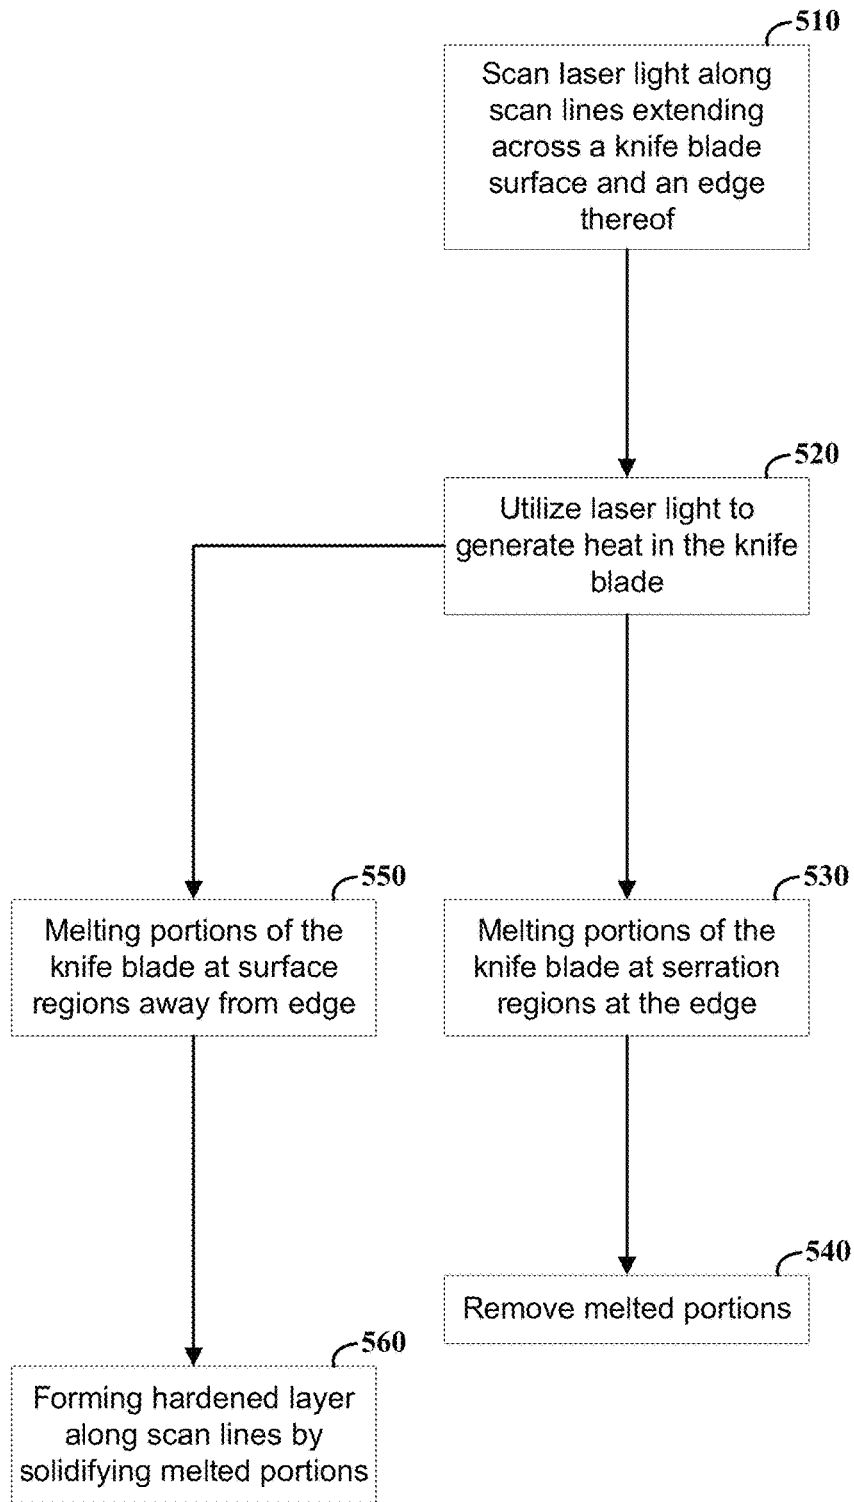 510
Scan laser light along
scan lines extending
across a knife blade
surface and an edge
thereof
520
Utilize laser light to
generate heat in the knife
blade
550
Melting portions of the
knife blade at surface
regions away from edge
530
Melting portions of the
knife blade at serration
regions at the edge
540
Remove melted portions
560
Forming hardened layer
along scan lines by
solidifying melted portions